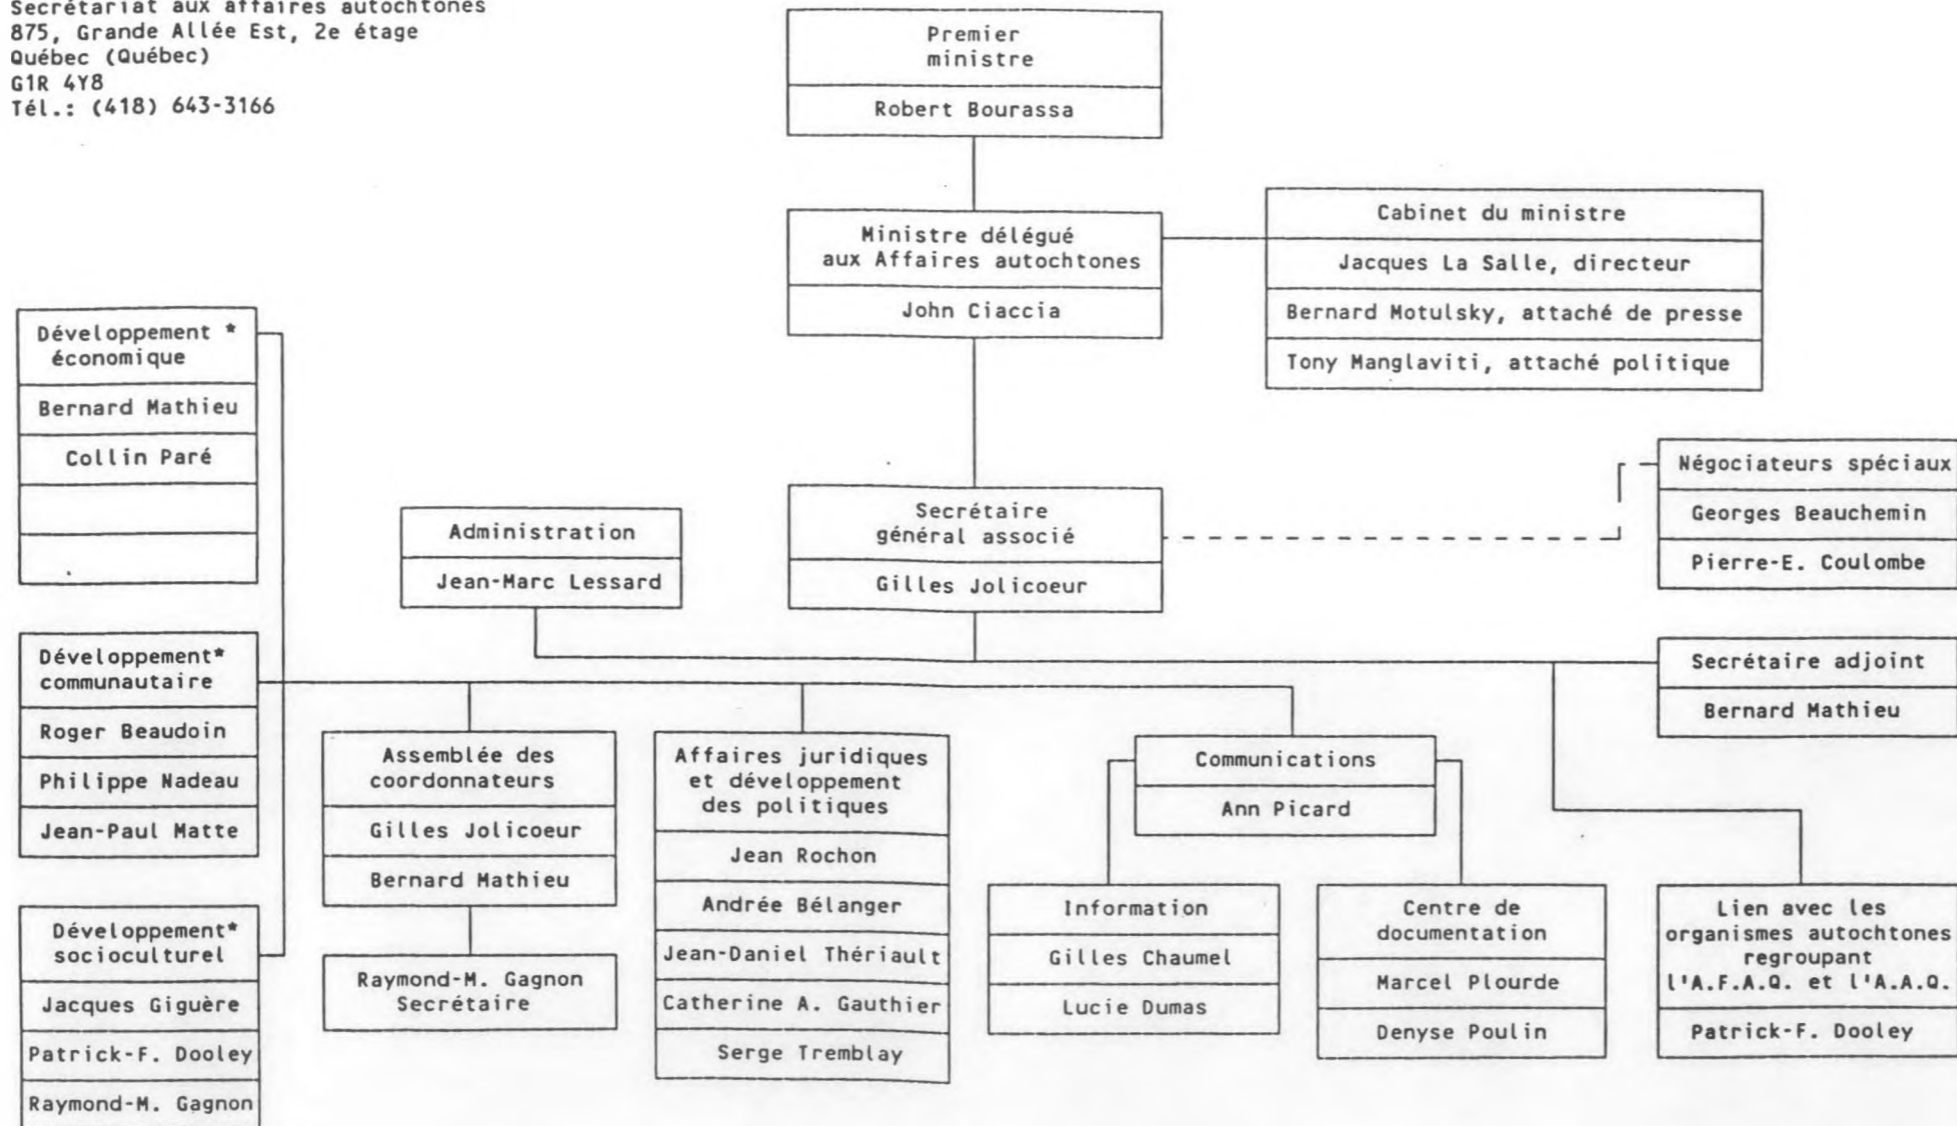 Secrétariat aux affaires autochtones
875, Grande Allée Est, 2e étage
Québec (Québec)
G1R 4Y8
Tél.: (418) 643-3166
Premier
ministre
Robert Bourassa
Ministre délégué
aux Affaires autochtones
John Ciaccia
Cabinet du ministre
Jacques La Salle, directeur
Bernard Motulsky, attaché de presse
Tony Manglaviti, attaché politique
Secrétaire
général associé
Gilles Jolicoeur
Négociateurs spéciaux
Georges Beauchemin
Pierre-E. Coulombe
Administration
Jean-Marc Lessard
Secrétaire adjoint
Bernard Mathieu
Développement *
économique
Bernard Mathieu
Collin Paré
Développement*
communautaire
Roger Beaudoin
Philippe Nadeau
Jean-Paul Matte
Développement*
socioculturel
Jacques Giguère
Patrick-F. Dooley
Raymond-M. Gagnon
Assemblée des
coordonnateurs
Gilles Jolicoeur
Bernard Mathieu
Raymond-M. Gagnon
Secrétaire
Affaires juridiques
et développement
des politiques
Jean Rochon
Andrée Bélanger
Jean-Daniel Thériault
Catherine A. Gauthier
Serge Tremblay
Communications
Ann Picard
Information
Gilles Chaumel
Lucie Dumas
Centre de
documentation
Marcel Plourde
Denyse Poulin
Lien avec les
organismes autochtones
regroupant
l'A.F.A.Q. et l'A.A.Q.
Patrick-F. Dooley